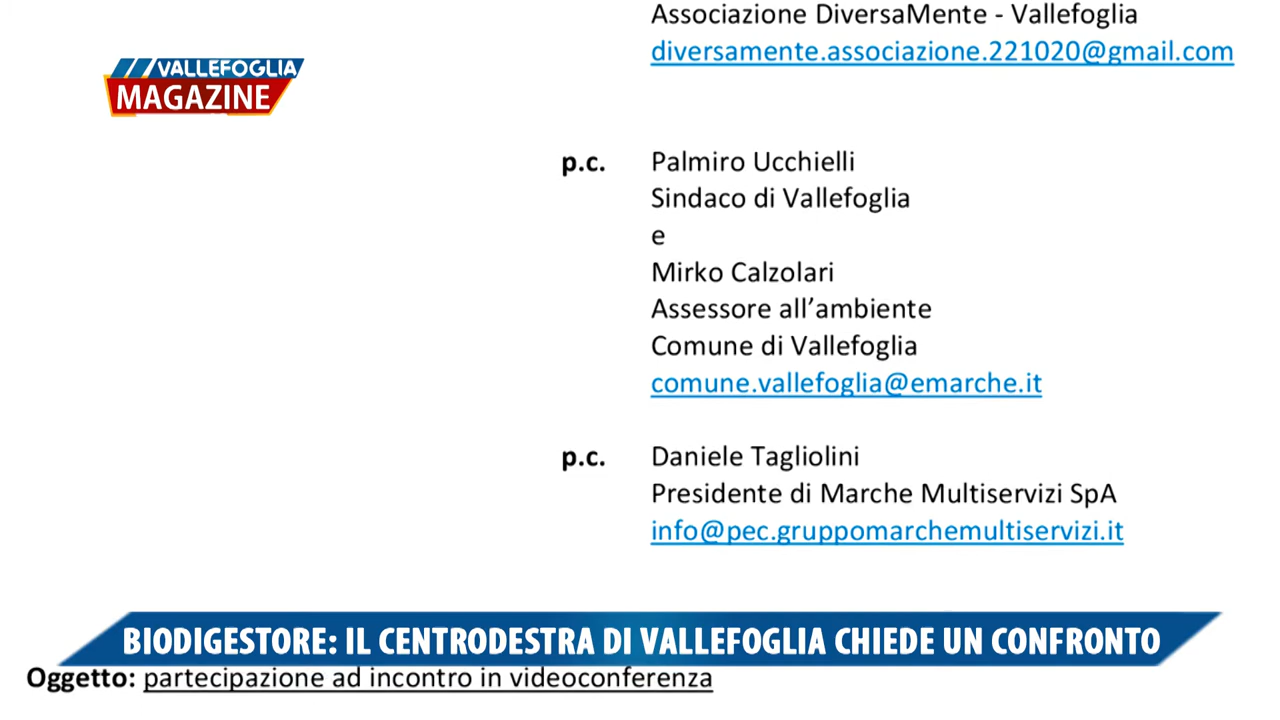 Associazione DiversaMente - Vallefoglia
diversamente.associazione.221020@gmail.com
VALLEFOGLIA
MAGAZINE
p.c. Palmiro Ucchielli
Sindaco di Vallefoglia
e
Mirko Calzolari
Assessore all’ambiente
Comune di Vallefoglia
comune.vallefoglia@emarche.it
p.c. Daniele Tagliolini
Presidente di Marche Multiservizi SpA
info@pec.gruppomarchemultiservizi.it
BIODIGESTORE: IL CENTRODESTRA DI VALLEFOGLIA CHIEDE UN CONFRONTO
Oggetto: partecipazione ad incontro in videoconferenza